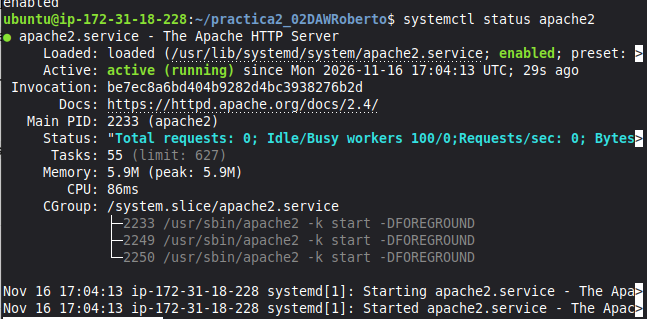 enabled
ubuntu@ip-172-31-18-228:~/practica2_02DAWRoberto$ systemctl status apache2
● apache2.service - The Apache HTTP Server
Loaded: loaded (/usr/lib/systemd/system/apache2.service; enabled; preset: >
Active: active (running) since Mon 2026-11-16 17:04:13 UTC; 29s ago
Invocation: be7ec8a6bd404b9282d4bc3938276b2d
Docs: https://httpd.apache.org/docs/2.4/
Main PID: 2233 (apache2)
Status: "Total requests: 0; Idle/Busy workers 100/0;Requests/sec: 0; Bytes>
Tasks: 55 (limit: 627)
Memory: 5.9M (peak: 5.9M)
CPU: 86ms
CGroup: /system.slice/apache2.service
├─2233 /usr/sbin/apache2 -k start -DFOREGROUND
├─2249 /usr/sbin/apache2 -k start -DFOREGROUND
└─2250 /usr/sbin/apache2 -k start -DFOREGROUND
Nov 16 17:04:13 ip-172-31-18-228 systemd[1]: Starting apache2.service - The Apa>
Nov 16 17:04:13 ip-172-31-18-228 systemd[1]: Started apache2.service - The Apac>